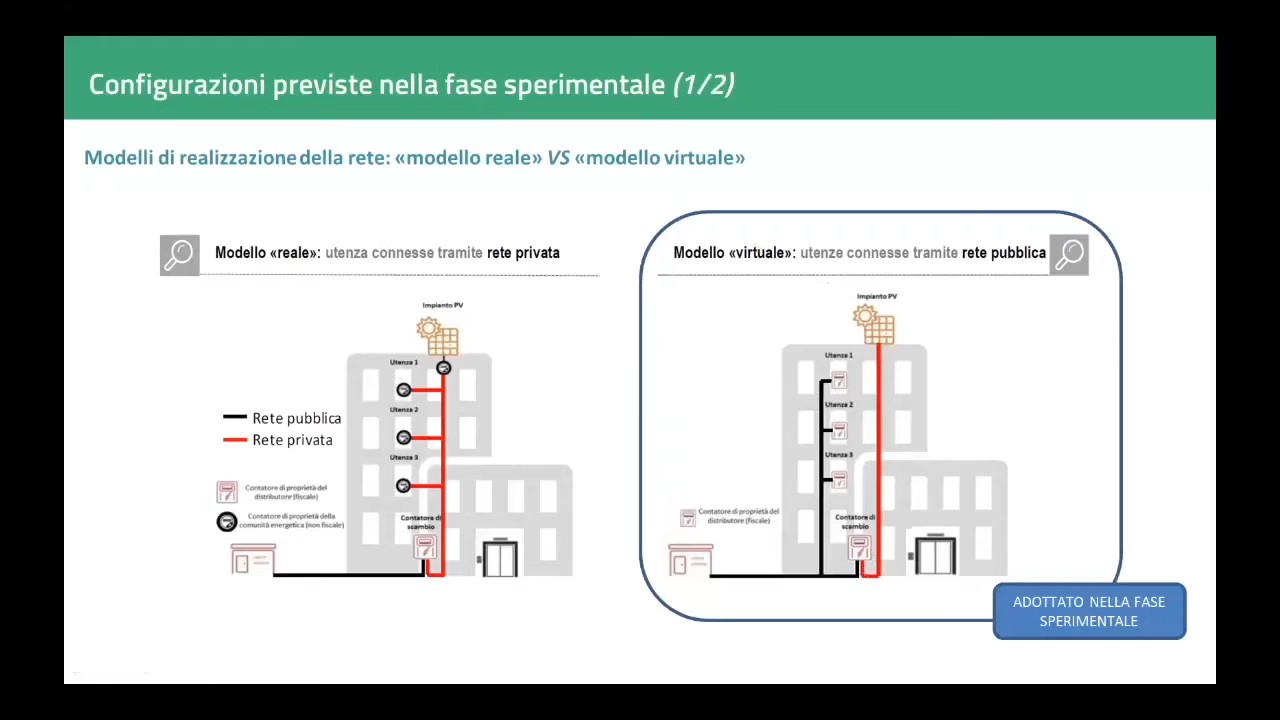 Configurazioni previste nella fase sperimentale (1/2)
Modelli di realizzazione della rete: «modello reale» VS «modello virtuale»
Modello «reale»: utenza connesse tramite rete privata
Impianto PV
Utenza 1
Utenza 2
Utenza 3
Rete pubblica
Rete privata
Contatore di proprietà del
distributore (fiscale)
Contatore di proprietà della
comunità energetica (non fiscale)
Contatore di
scambio
Modello «virtuale»: utenze connesse tramite rete pubblica
Impianto PV
Utenza 1
Utenza 2
Utenza 3
Contatore di proprietà del
distributore (fiscale)
Contatore di
scambio
ADOTTATO NELLA FASE
SPERIMENTALE